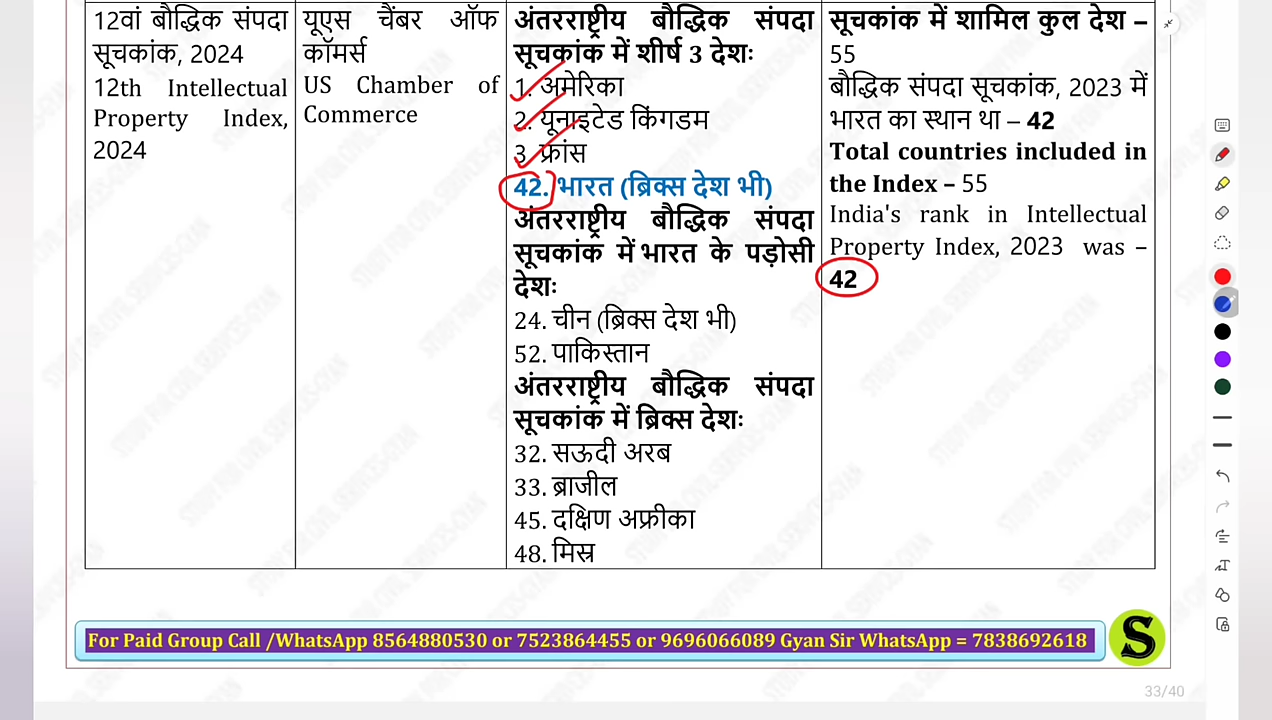 12वां बौद्धिक संपदा
सूचकांक, 2024
12th Intellectual
Property Index,
2024
यूएस चैंबर ऑफ
कॉमर्स
US Chamber of
Commerce
अंतरराष्ट्रीय बौद्धिक संपदा
सूचकांक में शीर्ष 3 देशः
1. अमेरिका
2. यूनाइटेड किंगडम
3. फ्रांस
42. भारत (ब्रिक्स देश भी)
अंतरराष्ट्रीय बौद्धिक संपदा
सूचकांक में भारत के पड़ोसी
देशः
24. चीन (ब्रिक्स देश भी)
52. पाकिस्तान
अंतरराष्ट्रीय बौद्धिक संपदा
सूचकांक में ब्रिक्स देशः
32. सऊदी अरब
33. ब्राजील
45. दक्षिण अफ्रीका
48. मिस्र
सूचकांक में शामिल कुल देश –
55
बौद्धिक संपदा सूचकांक, 2023 में
भारत का स्थान था – 42
Total countries included in
the Index – 55
India's rank in Intellectual
Property Index, 2023 was –
42
For Paid Group Call /WhatsApp 8564880530 or 7523864455 or 9696066089 Gyan Sir WhatsApp = 7838692618
S
33/40